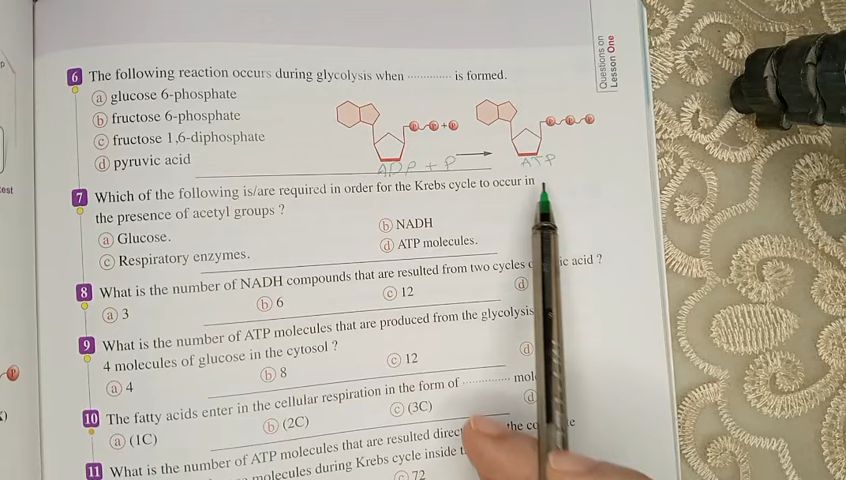 Questions on
Lesson One
6 The following reaction occurs during glycolysis when ............ is formed.
a glucose 6-phosphate
b fructose 6-phosphate
c fructose 1,6-diphosphate
d pyruvic acid
P P + P
P P P
ADP + P
ATP
7 Which of the following is/are required in order for the Krebs cycle to occur in
the presence of acetyl groups ?
a Glucose.
b NADH
c Respiratory enzymes.
d ATP molecules.
8 What is the number of NADH compounds that are resulted from two cycles ic acid ?
a 3
b 6
c 12
d
9 What is the number of ATP molecules that are produced from the glycolysis
4 molecules of glucose in the cytosol ?
a 4
b 8
c 12
d
10 The fatty acids enter in the cellular respiration in the form of ............
a (1C)
b (2C)
c (3C)
d
11 What is the number of ATP molecules that are resulted the
molecules during Krebs cycle inside
c 72
P